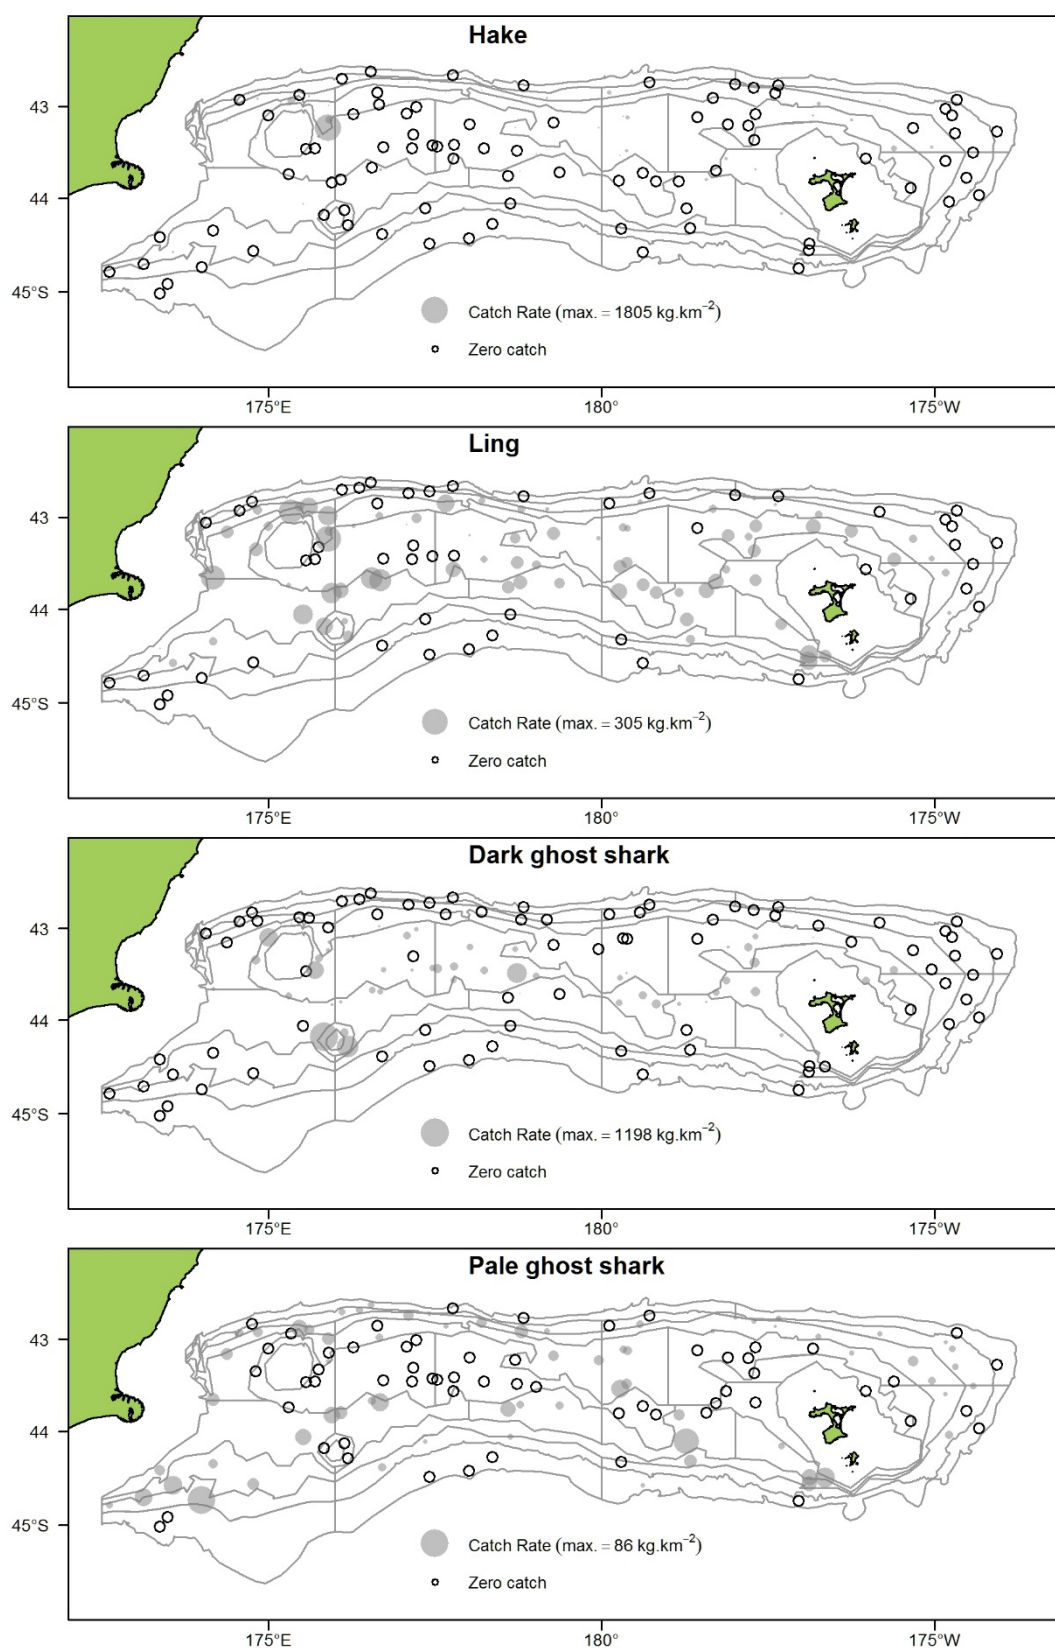 Hake
43
44
45°S
Catch Rate (max. = 1805 kg.km⁻²)
Zero catch
175°E 180° 175°W
Ling
43
44
45°S
Catch Rate (max. = 305 kg.km⁻²)
Zero catch
175°E 180° 175°W
Dark ghost shark
43
44
45°S
Catch Rate (max. = 1198 kg.km⁻²)
Zero catch
175°E 180° 175°W
Pale ghost shark
43
44
45°S
Catch Rate (max. = 86 kg.km⁻²)
Zero catch
175°E 180° 175°W